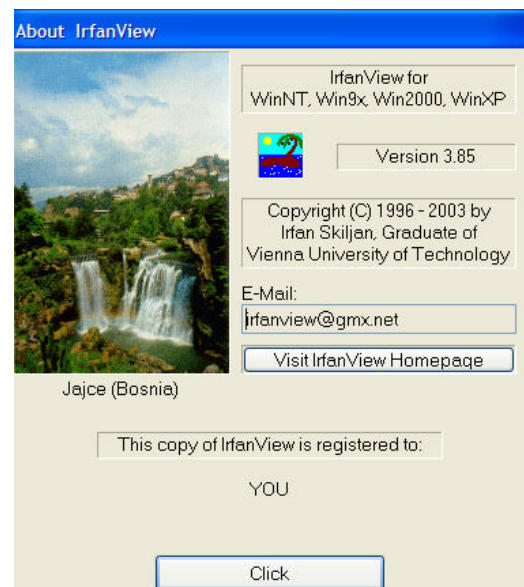 About IrfanView
IrfanView for
WinNT, Win9x, Win2000, WinXP
Version 3.85
Copyright (C) 1996 - 2003 by
Irfan Skiljan, Graduate of
Vienna University of Technology
E-Mail:
irfanview@gmx.net
Visit IrfanView Homepage
Jajce (Bosnia)
This copy of IrfanView is registered to:
YOU
Click